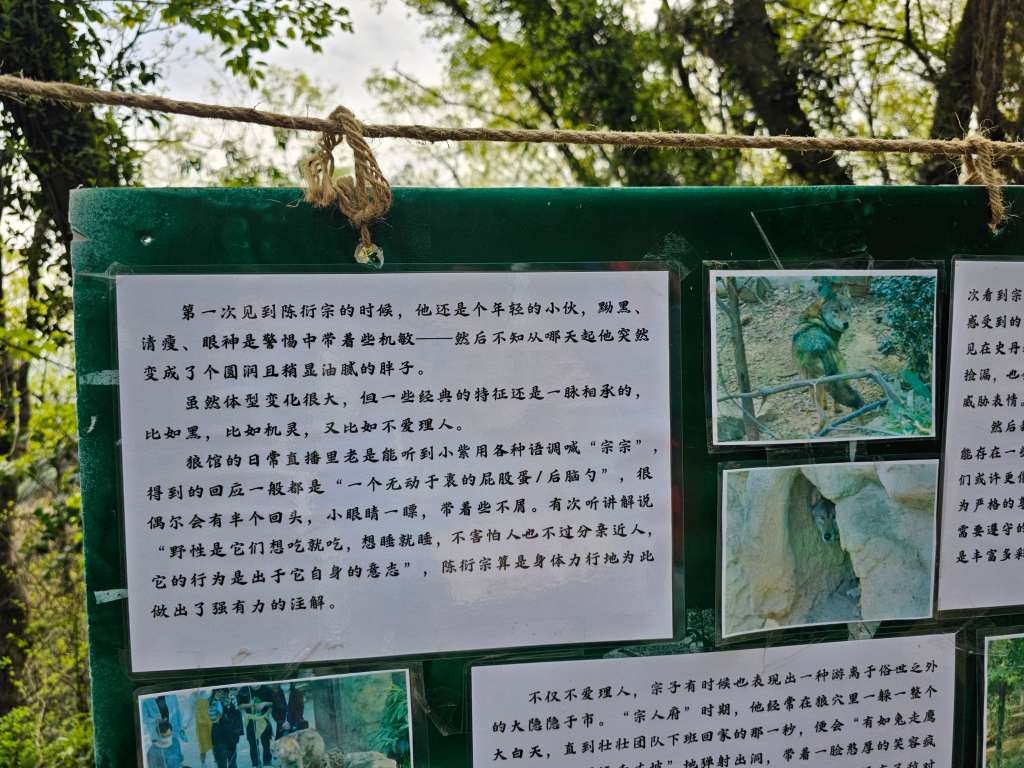 第一次见到陈衍宗的时候，他还是个年轻的小伙，黝黑、
清瘦、眼神是警惕中带着些机敏——然后不知从哪天起他突然
变成了个圆润且稍显油腻的胖子。
虽然体型变化很大，但一些经典的特征还是一脉相承的，
比如黑，比如机灵，又比如不爱理人。
狼馆的日常直播里老是能听到小紫用各种语调喊“宗宗”，
得到的回应一般都是“一个无动于衷的屁股蛋/后脑勺”，很
偶尔会有半个回头，小眼睛一瞟，带着些不屑。有次听讲解说
“野性是它们想吃就吃，想睡就睡，不害怕人也不过分亲近人，
它的行为是出于它自身的意志”，陈衍宗算是身体力行地为此
做出了强有力的注解。
次看到宗
感受到的
见在史丹
捡漏，也
威胁表情。
然后
能存在一些
们或许更
为严格的
需要遵守的
是丰富多
不仅不爱理人，宗子有时候也表现出一种游离于俗世之外
的大隐隐于市。“宗人府”时期，他经常在狼穴里一躲一整个
大白天，直到壮壮团队下班回家的那一秒，便会“有如兔走鹰
地弹射出洞，带着一脸憨厚的笑容疯